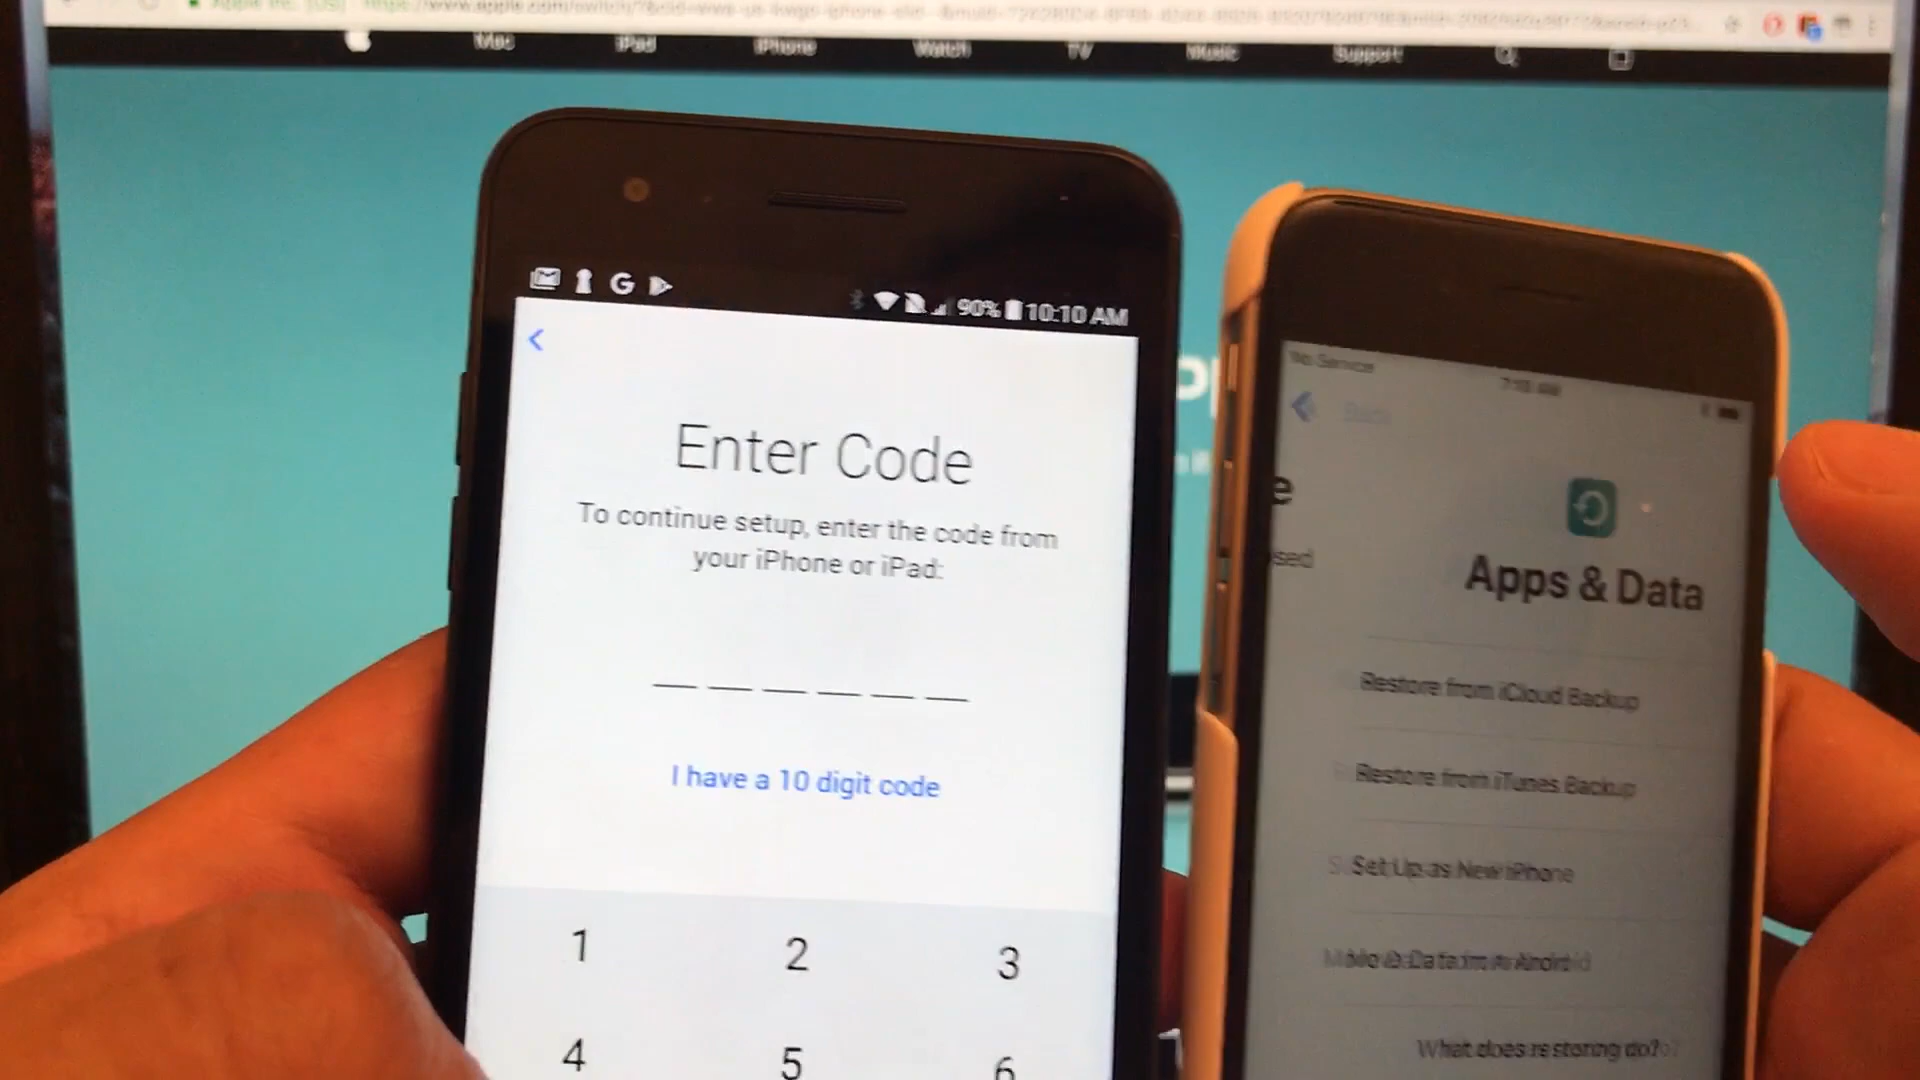 Mac iPad iPhone Watch TV Music Support
G 90% 10:10 AM
Enter Code
To continue setup, enter the code from
your iPhone or iPad:
I have a 10 digit code
1 2 3
4 5 6
No Service
Back
Apps & Data
Restore from iCloud Backup
Restore from iTunes Backup
Set Up as New iPhone
Move Data from Android
What does restoring do?